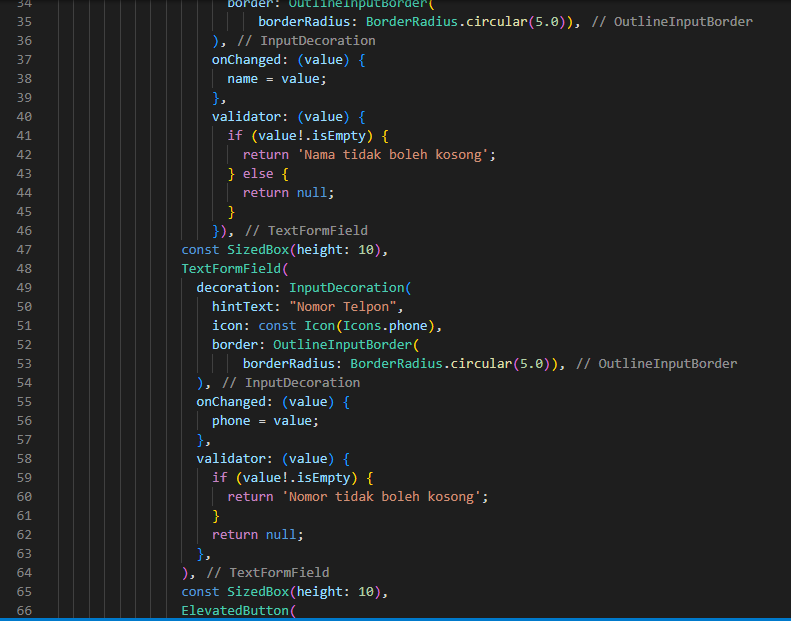 34 border: OutlineInputBorder(
35 borderRadius: BorderRadius.circular(5.0)), // OutlineInputBorder
36 ), // InputDecoration
37 onChanged: (value) {
38 name = value;
39 },
40 validator: (value) {
41 if (value!.isEmpty) {
42 return 'Nama tidak boleh kosong';
43 } else {
44 return null;
45 }
46 }), // TextFormField
47 const SizedBox(height: 10),
48 TextFormField(
49 decoration: InputDecoration(
50 hintText: "Nomor Telpon",
51 icon: const Icon(Icons.phone),
52 border: OutlineInputBorder(
53 borderRadius: BorderRadius.circular(5.0)), // OutlineInputBorder
54 ), // InputDecoration
55 onChanged: (value) {
56 phone = value;
57 },
58 validator: (value) {
59 if (value!.isEmpty) {
60 return 'Nomor tidak boleh kosong';
61 }
62 return null;
63 },
64 ), // TextFormField
65 const SizedBox(height: 10),
66 ElevatedButton(